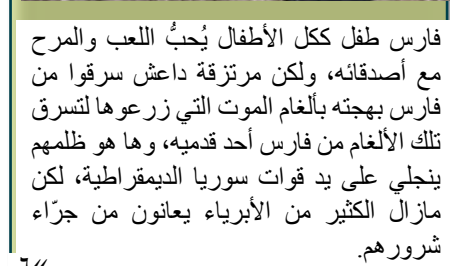 فارس طفل ككل الأطفال يُحبُّ اللعب والمرح
مع أصدقائه، ولكن مرتزقة داعش سرقوا من
فارس بهجته بألغام الموت التي زرعوها لتسرق
تلك الألغام من فارس أحد قدميه، وها هو ظلمهم
ينجلي على يد قوات سوريا الديمقراطية، لكن
مازال الكثير من الأبرياء يعانون من جرّاء
شرورهم.
«٦